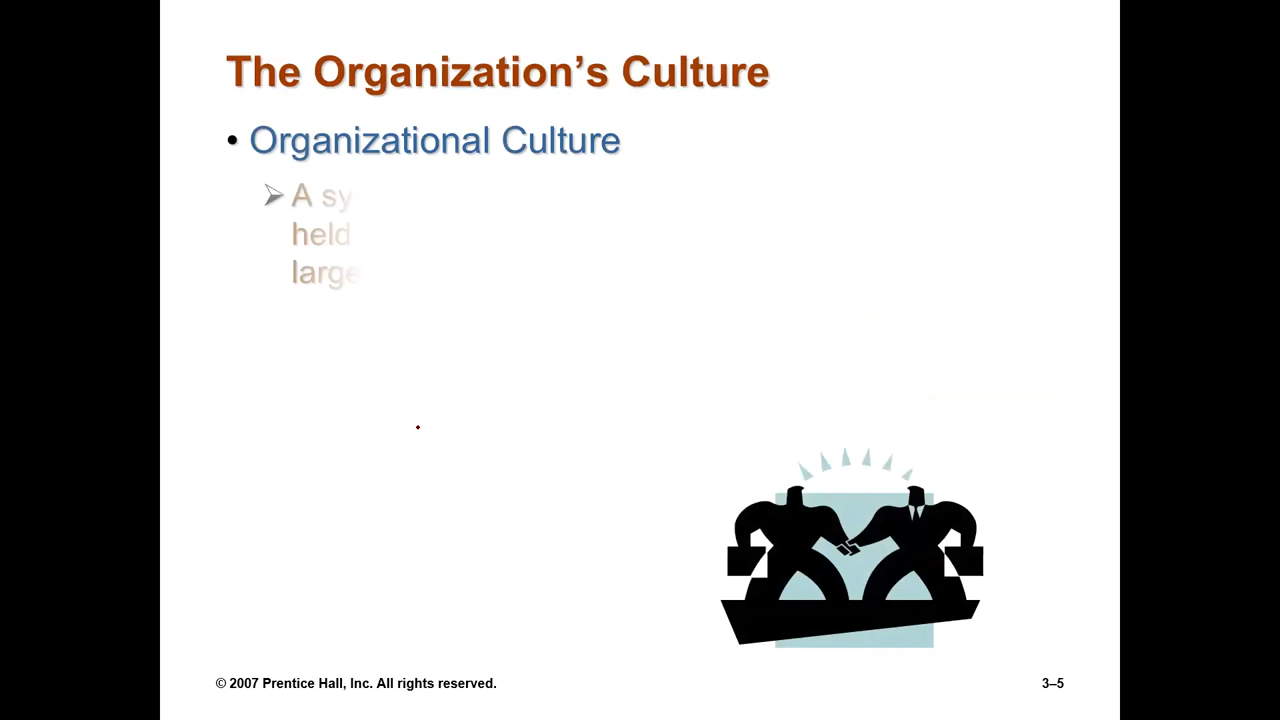 The Organization’s Culture
• Organizational Culture
➢ A sy
held
large
© 2007 Prentice Hall, Inc. All rights reserved.
3–5